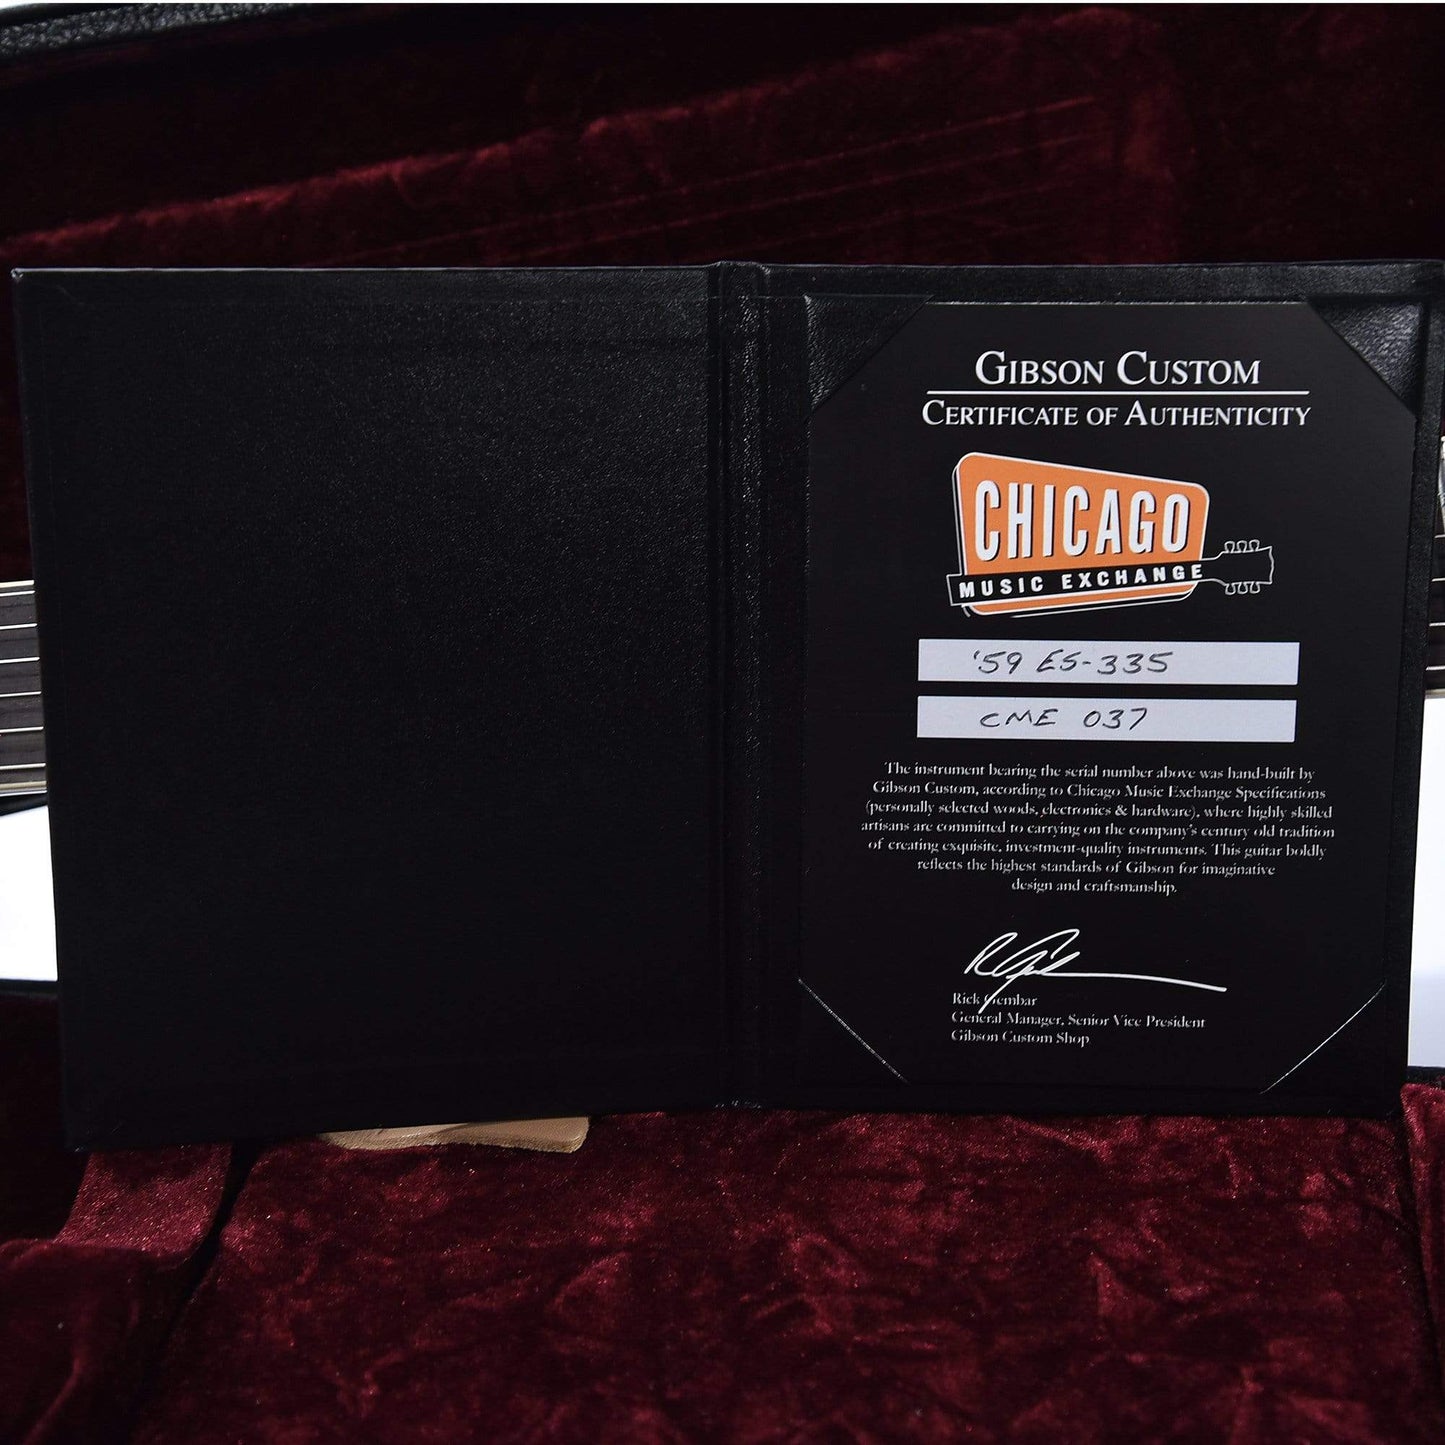 GIBSON CUSTOM
CERTIFICATE OF AUTHENTICITY
CHICAGO
MUSIC EXCHANGE
'59 ES-335
CME 037
The instrument bearing the serial number above was hand-built by
Gibson Custom, according to Chicago Music Exchange Specifications
(personally selected woods, electronics & hardware), where highly skilled
artisans are committed to carrying on the company's century old tradition
of creating exquisite, investment-quality instruments. This guitar boldly
reflects the highest standards of Gibson for imaginative
design and craftsmanship.
Rick Gembar
General Manager, Senior Vice President
Gibson Custom Shop